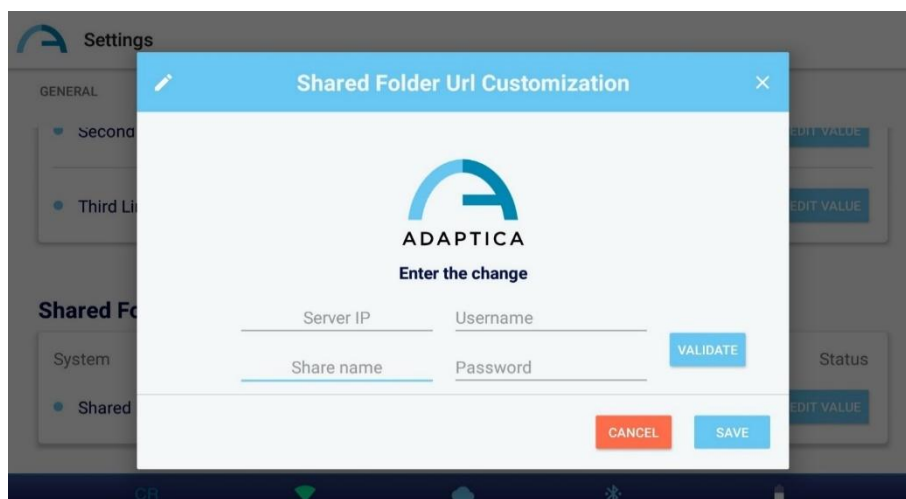 Settings
Shared Folder Url Customization
GENERAL
Second
EDIT VALUE
Third Li
EDIT VALUE
ADAPTICA
Enter the change
Shared Fo
Server IP Username
VALIDATE
System
Status
Share name Password
Shared
EDIT VALUE
CANCEL SAVE
CR